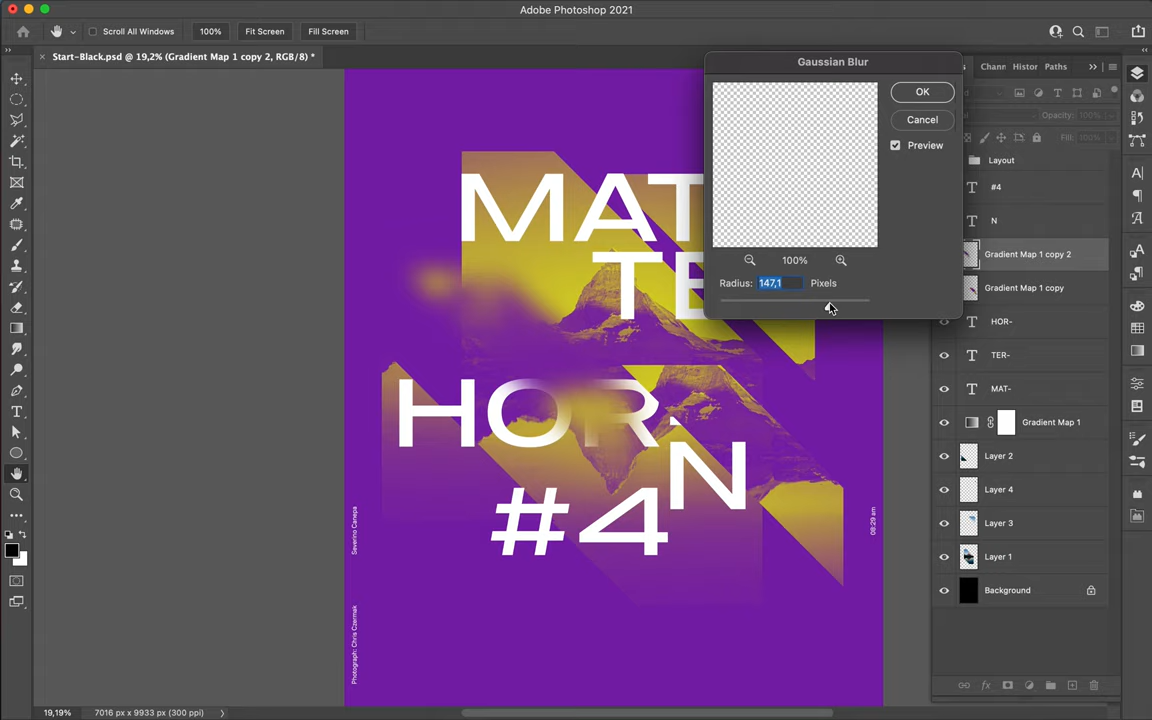 Adobe Photoshop 2021
Scroll All Windows
100%
Fit Screen
Fill Screen
Start-Black.psd @ 19,2% (Gradient Map 1 copy 2, RGB/8) *
Gaussian Blur
OK
Cancel
Preview
100%
Radius: 147,1 Pixels
Chann
Histor
Paths
Opacity: 100%
Fill: 100%
Layout
#4
N
Gradient Map 1 copy 2
Gradient Map 1 copy
HOR-
TER-
MAT-
Gradient Map 1
Layer 2
Layer 4
Layer 3
Layer 1
Background
MAT
TE
HOR-
N
#4
Severino Canepa
08:29 am
Photograph: Chris Czermak
19,19%
7016 px x 9933 px (300 ppi)